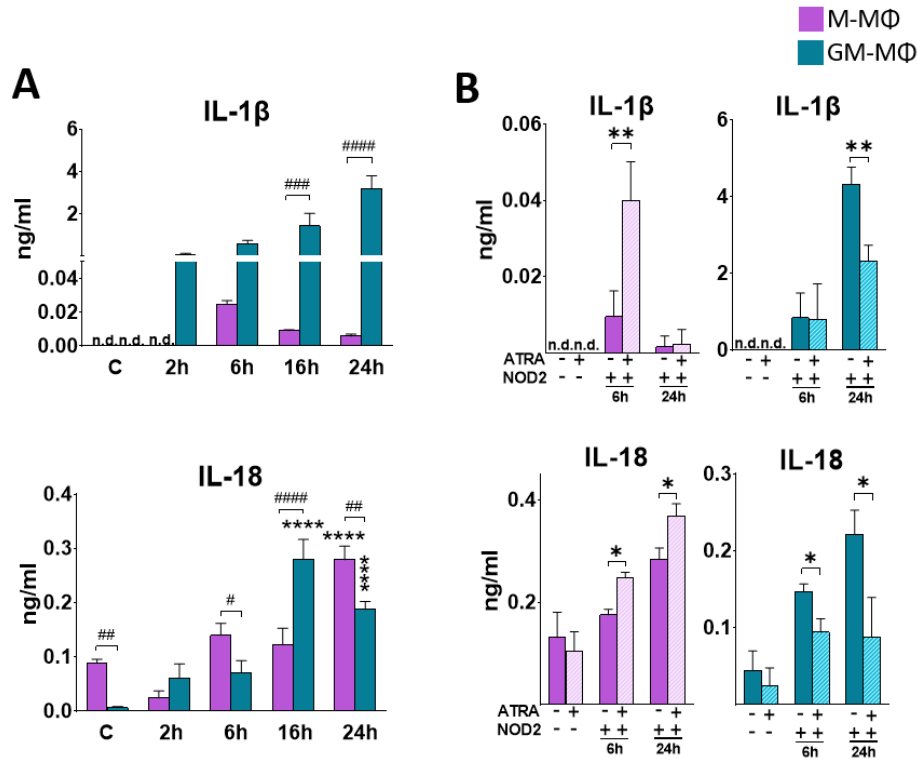 M-MΦ
GM-MΦ
A
IL-1β
ng/ml
6
4
2
0.04
0.02
0.00
####
###
n.d. n.d. n.d.
C 2h 6h 16h 24h
IL-18
ng/ml
0.4
0.3
0.2
0.1
0.0
##
#
####
****
****
##
****
C 2h 6h 16h 24h
B
IL-1β
0.06
0.04
0.02
**
n.d. n.d.
ATRA - + - + - +
NOD2 - - + + + +
6h 24h
IL-1β
6
4
2
0
**
n.d. n.d.
- + - + - +
- - + + + +
6h 24h
IL-18
ng/ml
0.4
0.2
*
*
ATRA - + - + - +
NOD2 - - + + + +
6h 24h
IL-18
0.3
0.2
0.1
*
*
- + - + - +
- - + + + +
6h 24h